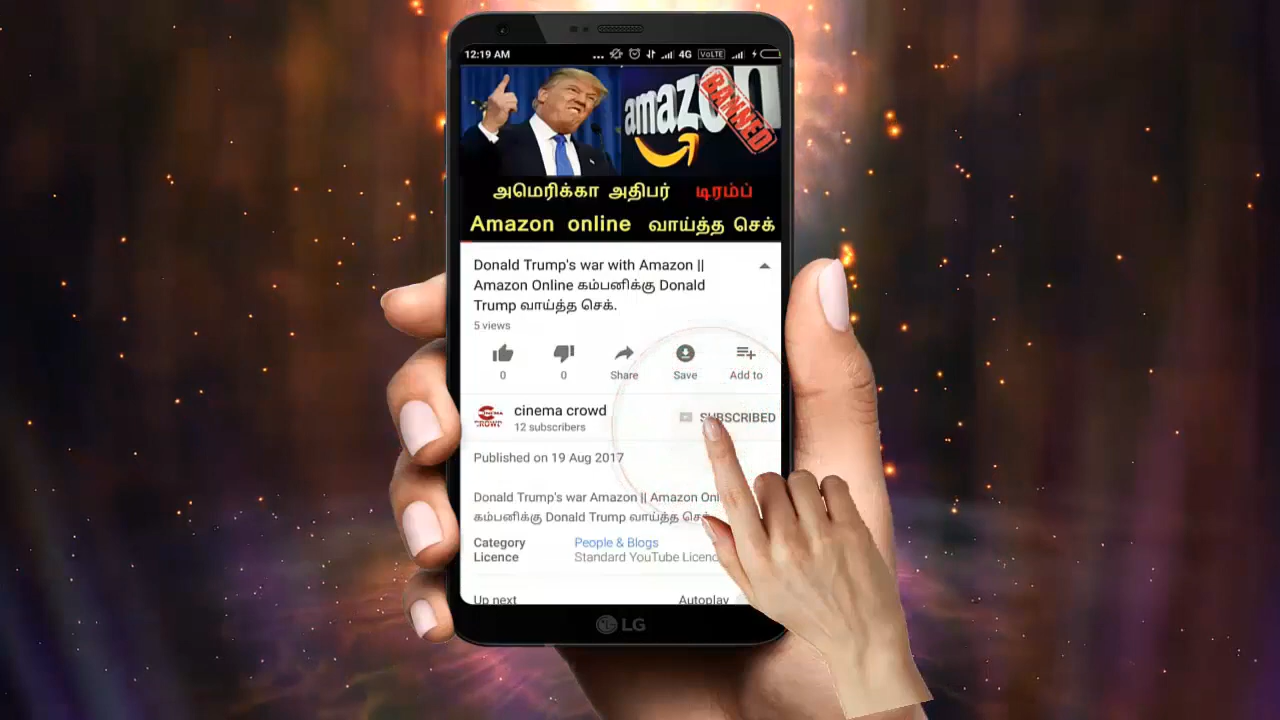 12:19 AM ... 4G VoLTE
amazon
BANNED
அமெரிக்கா அதிபர் டிரம்ப்
Amazon online வாய்த்த செக்
Donald Trump's war with Amazon ||
Amazon Online கம்பனிக்கு Donald
Trump வாய்த்த செக்.
5 views
0 0 Share Save Add to
cinema crowd
SUBSCRIBED
12 subscribers
Published on 19 Aug 2017
Donald Trump's war Amazon || Amazon Onl
கம்பனிக்கு Donald Trump வாய்த்த செக்
Category People & Blogs
Licence Standard YouTube Licenc
Up next Autoplay
LG